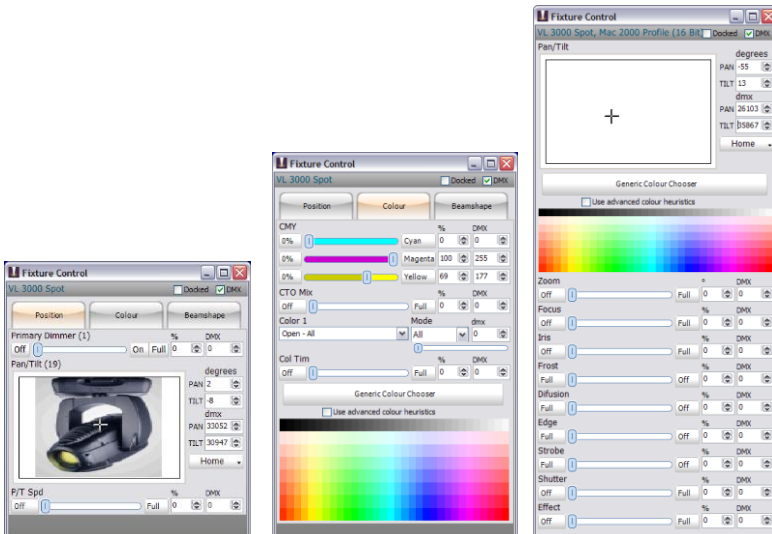 Fixture Control
VL 3000 Spot Docked DMX
Position Colour Beamshape
Primary Dimmer (1) % DMX
Off On Full 0 0
Pan/Tilt (19)
degrees
PAN 2
TILT -8
dmx
PAN 33052
TILT 30947
Home
P/T Spd % DMX
Off Full 0 0
Fixture Control
VL 3000 Spot Docked DMX
Position Colour Beamshape
CMY % DMX
0% Cyan 0 0
0% Magenta 100 255
0% Yellow 69 177
CTO Mix % DMX
Off Full 0 0
Color 1 Mode dmx
Open - All All 0
Col Tim % DMX
Off Full 0 0
Generic Colour Chooser
Use advanced colour heuristics
Fixture Control
VL 3000 Spot, Mac 2000 Profile (16 Bit) Docked DMX
Pan/Tilt
degrees
PAN -55
TILT 13
dmx
PAN 26103
TILT 35867
Home
Generic Colour Chooser
Use advanced colour heuristics
Zoom ° DMX
Off Full 0 0
Focus % DMX
Off Full 0 0
Iris % DMX
Off Full 0 0
Frost % DMX
Full Off 0 0
Difusion % DMX
Full Off 0 0
Edge % DMX
Full Off 0 0
Strobe % DMX
Full Off 0 0
Shutter % DMX
Off Full 0 0
Effect % DMX
Off Full 0 0